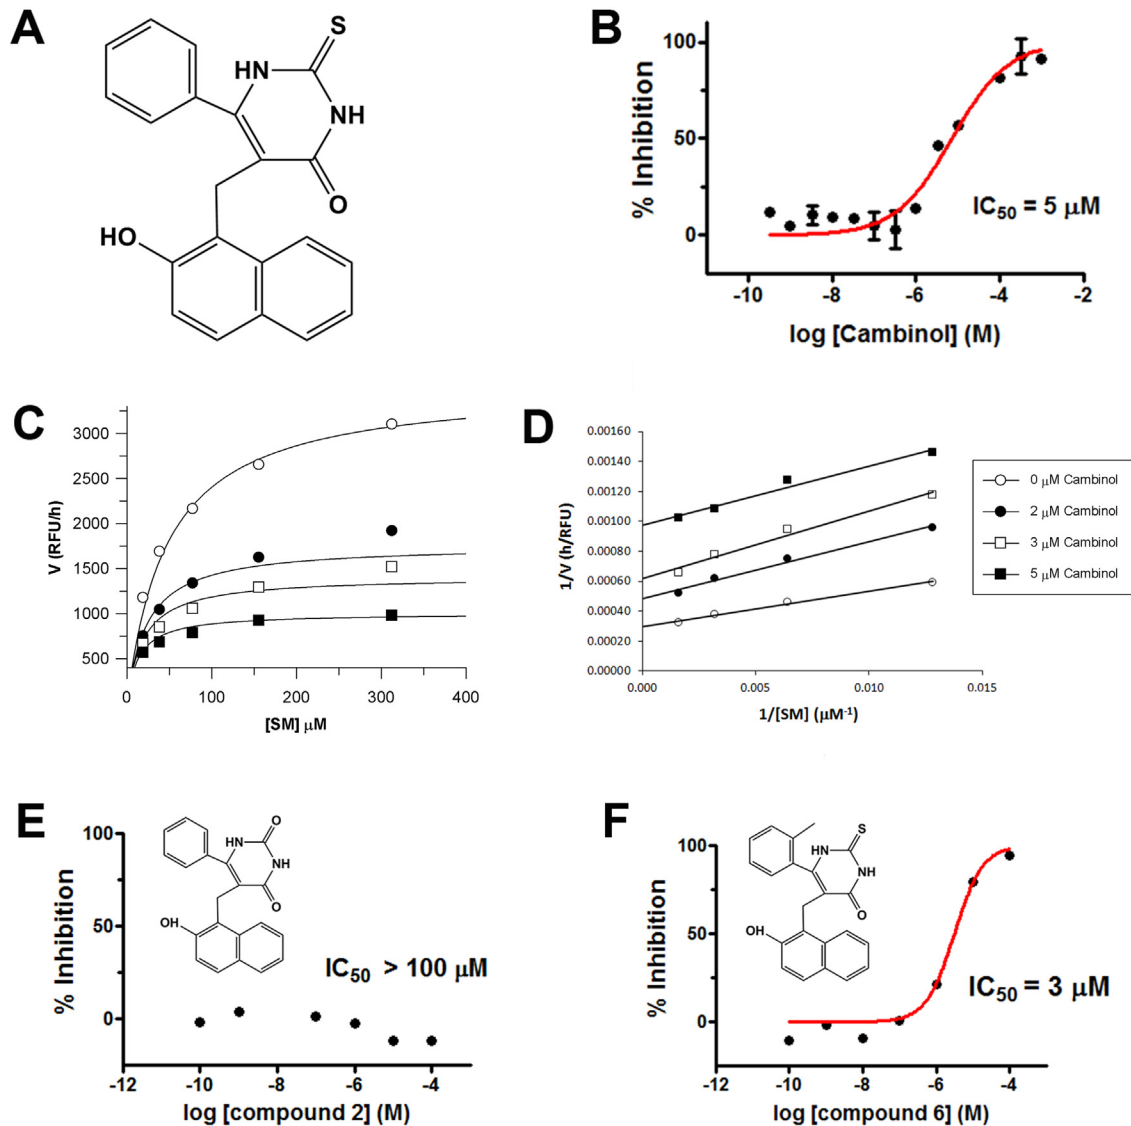 A
S
HN
NH
O
HO
B
100
50
0
% Inhibition
IC50 = 5 μM
-10 -8 -6 -4 -2
log [Cambinol] (M)
C
3000
2500
2000
1500
1000
500
V (RFU/h)
0 100 200 300 400
[SM] μM
D
0.00160
0.00140
0.00120
0.00100
0.00080
0.00060
0.00040
0.00020
0.00000
1/V (h/RFU)
0.000 0.005 0.010 0.015
1/[SM] (μM-1)
0 μM Cambinol
2 μM Cambinol
3 μM Cambinol
5 μM Cambinol
E
100
50
0
% Inhibition
O
HN
NH
O
OH
IC50 > 100 μM
-12 -10 -8 -6 -4
log [compound 2] (M)
F
100
50
0
% Inhibition
S
HN
NH
O
OH
IC50 = 3 μM
-12 -10 -8 -6 -4
log [compound 6] (M)